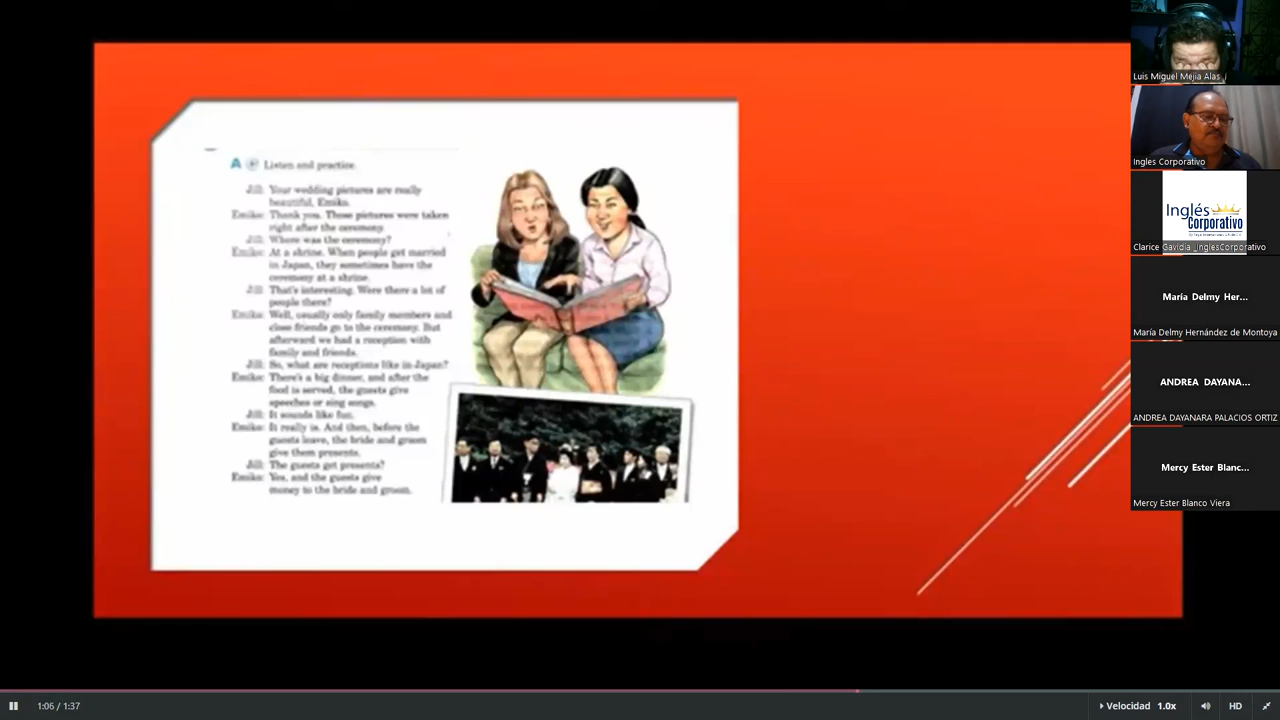 A Listen and practice.
Jill: Your wedding pictures are really
beautiful, Emiko.
Emiko: Thank you. Those pictures were taken
right after the ceremony.
Jill: Where was the ceremony?
Emiko: At a shrine. When people get married
in Japan, they sometimes have the
ceremony at a shrine.
Jill: That's interesting. Were there a lot of
people there?
Emiko: Well, usually only family members and
close friends go to the ceremony. But
afterward we had a reception with
family and friends.
Jill: So, what are receptions like in Japan?
Emiko: There's a big dinner, and after the
food is served, the guests give
speeches or sing songs.
Jill: It sounds like fun.
Emiko: It really is. And then, before the
guests leave, the bride and groom
give them presents.
Jill: The guests get presents?
Emiko: Yes, and the guests give
money to the bride and groom.
Luis Miguel Mejia Alas
Ingles Corporativo
Inglés
Corporativo
Clarice Gaviola _Ingles Corporativo
María Delmy Her...
María Delmy Hernández de Montoya
ANDREA DAYANA...
ANDREA DAYANARA PALACIOS ORTIZ
Mercy Ester Blanc...
Mercy Ester Blanco Viera
1:06 / 1:37
Velocidad 1.0x
HD